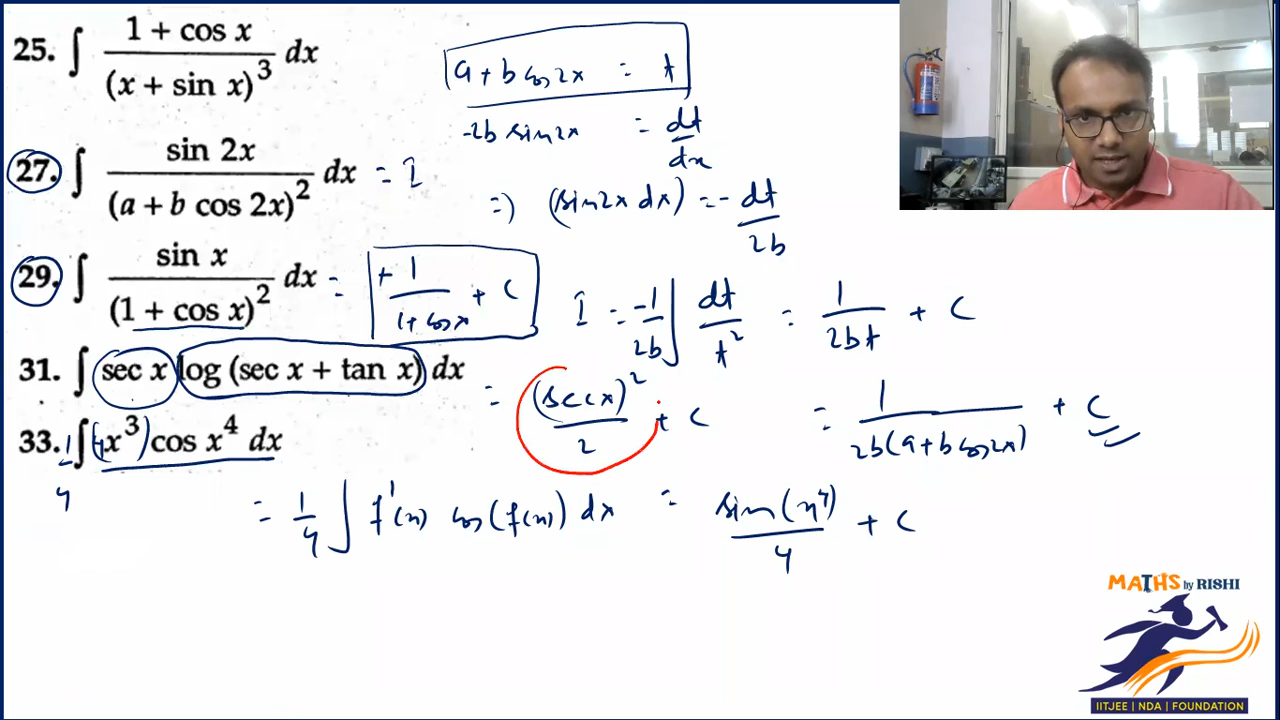 25. ∫ (1 + cos x)/(x + sin x)³ dx
a + b cos 2x = t
-2b sin 2x = dt/dx
27. ∫ sin 2x/(a + b cos 2x)² dx = I
=) (sin 2x dx) = - dt/2b
29. ∫ sin x/(1 + cos x)² dx = + 1/(1 + cos x) + C
I = -1/2b ∫ dt/t² = 1/2bt + C
31. ∫ sec x log (sec x + tan x) dx = (sec x)²/2 + C
= 1/2b(a + b cos 2x) + C
33. 1/4 ∫ (4x³) cos x⁴ dx
= 1/4 ∫ f'(x) cos(f(x)) dx = sin(x⁴)/4 + C
MATHS by RISHI
IITJEE | NDA | FOUNDATION